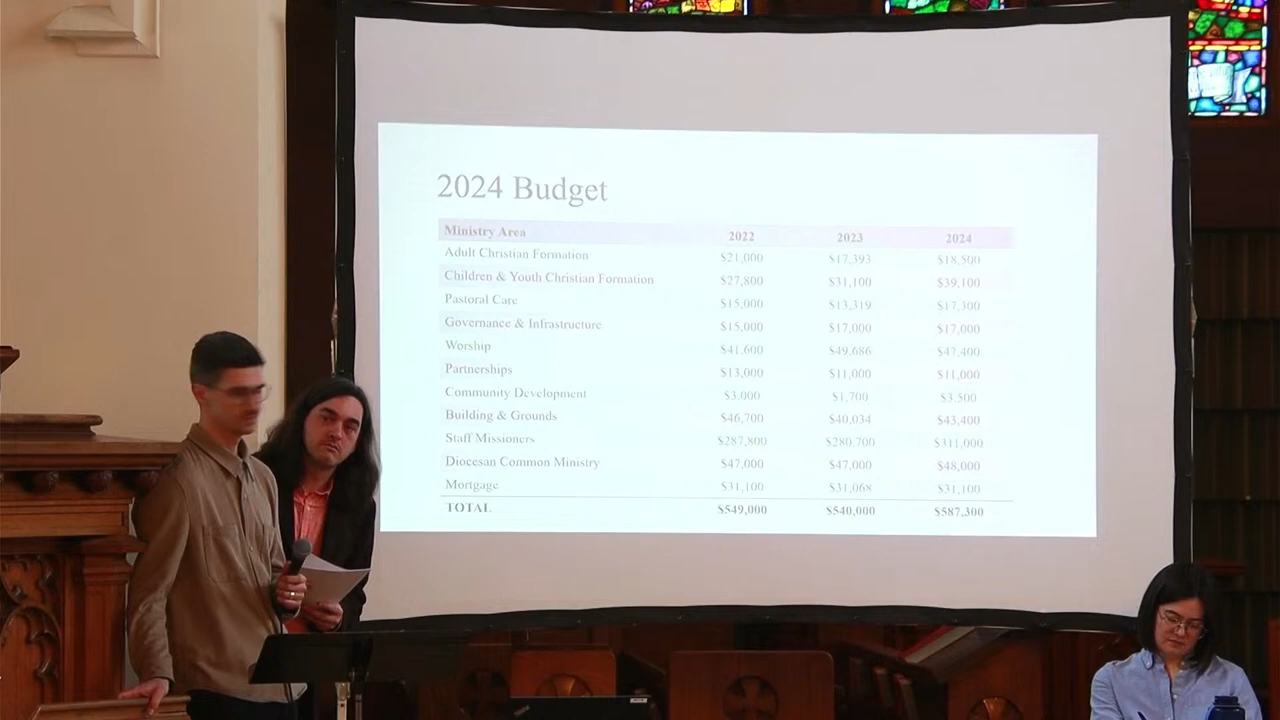 2024 Budget
Ministry Area 2022 2023 2024
Adult Christian Formation $21,000 $17,393 $18,500
Children & Youth Christian Formation $27,800 $31,100 $39,100
Pastoral Care $15,000 $13,319 $17,300
Governance & Infrastructure $15,000 $17,000 $17,000
Worship $41,600 $49,686 $47,400
Partnerships $13,000 $11,000 $11,000
Community Development $3,000 $1,700 $3,500
Building & Grounds $46,700 $40,034 $43,400
Staff Missioners $287,800 $280,700 $311,000
Diocesan Common Ministry $47,000 $47,000 $48,000
Mortgage $31,100 $31,068 $31,100
TOTAL $549,000 $540,000 $587,300